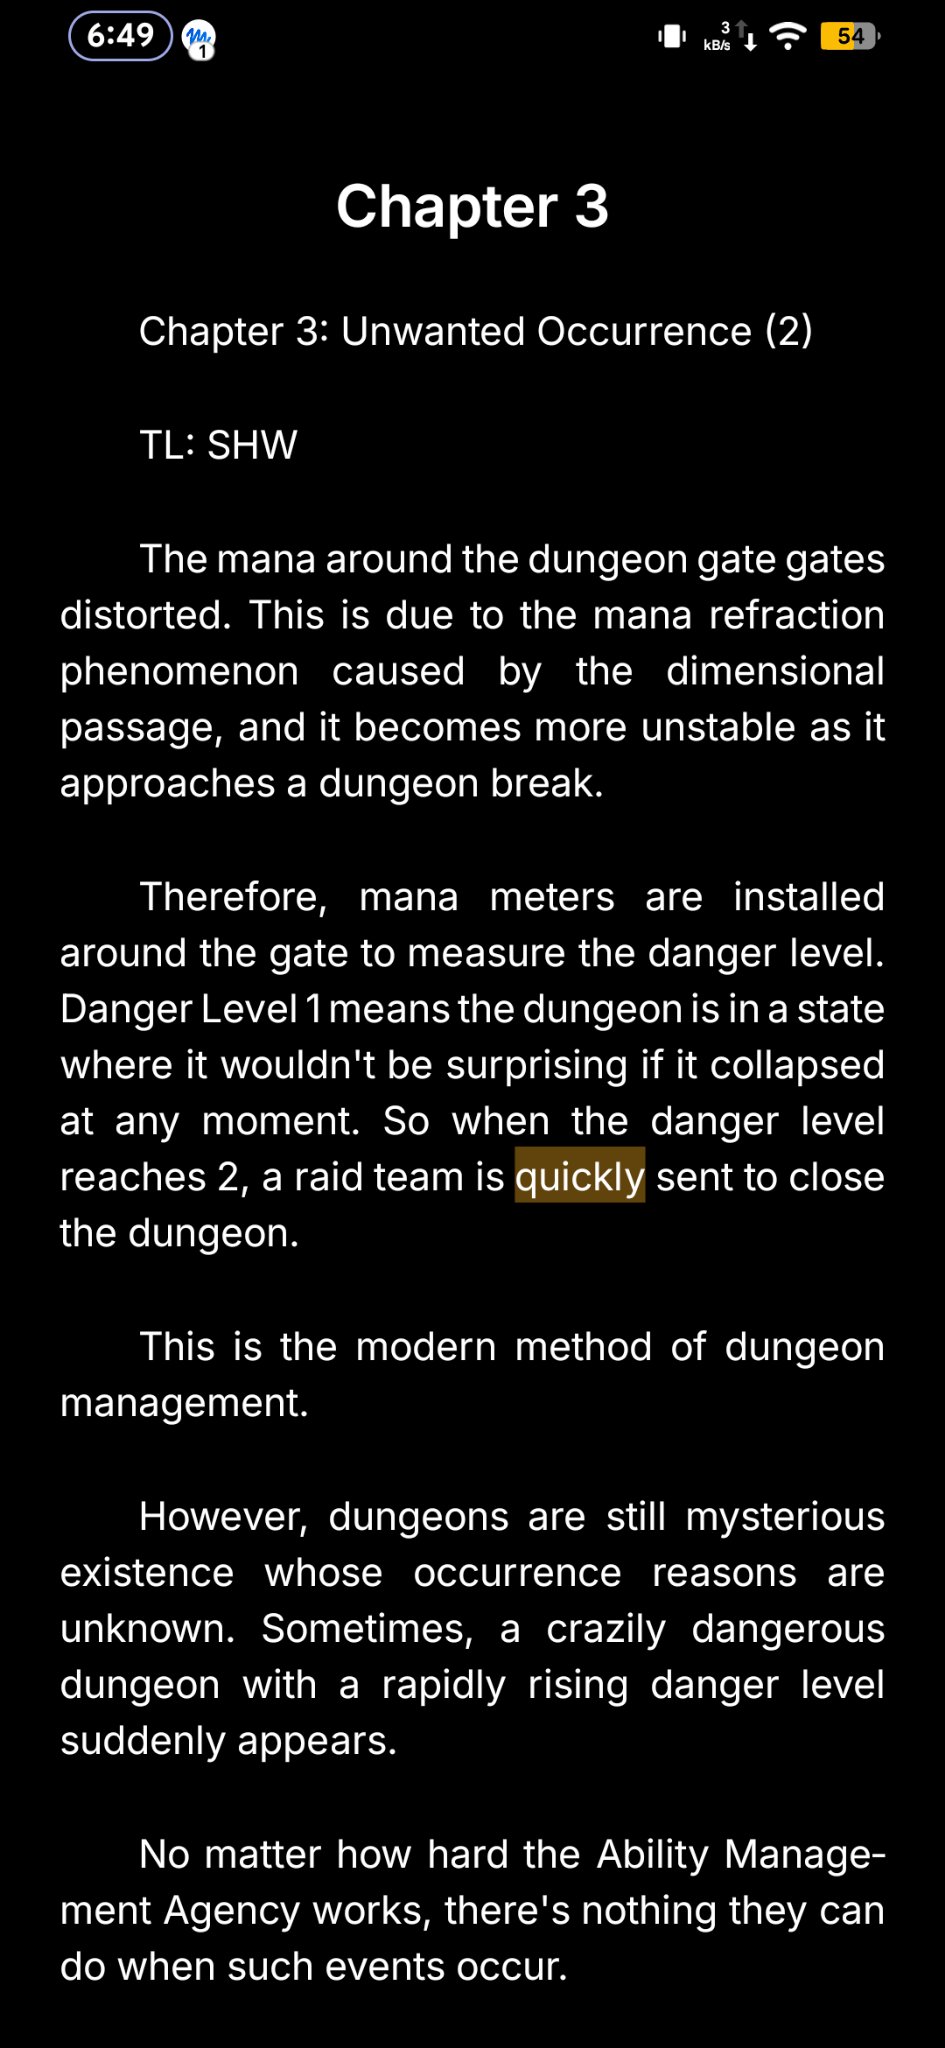 6:49
1
3
kB/s
54
Chapter 3
Chapter 3: Unwanted Occurrence (2)
TL: SHW
The mana around the dungeon gate gates
distorted. This is due to the mana refraction
phenomenon caused by the dimensional
passage, and it becomes more unstable as it
approaches a dungeon break.
Therefore, mana meters are installed
around the gate to measure the danger level.
Danger Level 1 means the dungeon is in a state
where it wouldn't be surprising if it collapsed
at any moment. So when the danger level
reaches 2, a raid team is quickly sent to close
the dungeon.
This is the modern method of dungeon
management.
However, dungeons are still mysterious
existence whose occurrence reasons are
unknown. Sometimes, a crazily dangerous
dungeon with a rapidly rising danger level
suddenly appears.
No matter how hard the Ability Manage-
ment Agency works, there's nothing they can
do when such events occur.